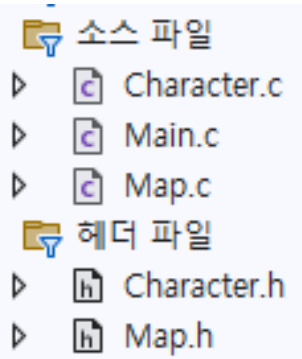 소스 파일
Character.c
Main.c
Map.c
헤더 파일
Character.h
Map.h